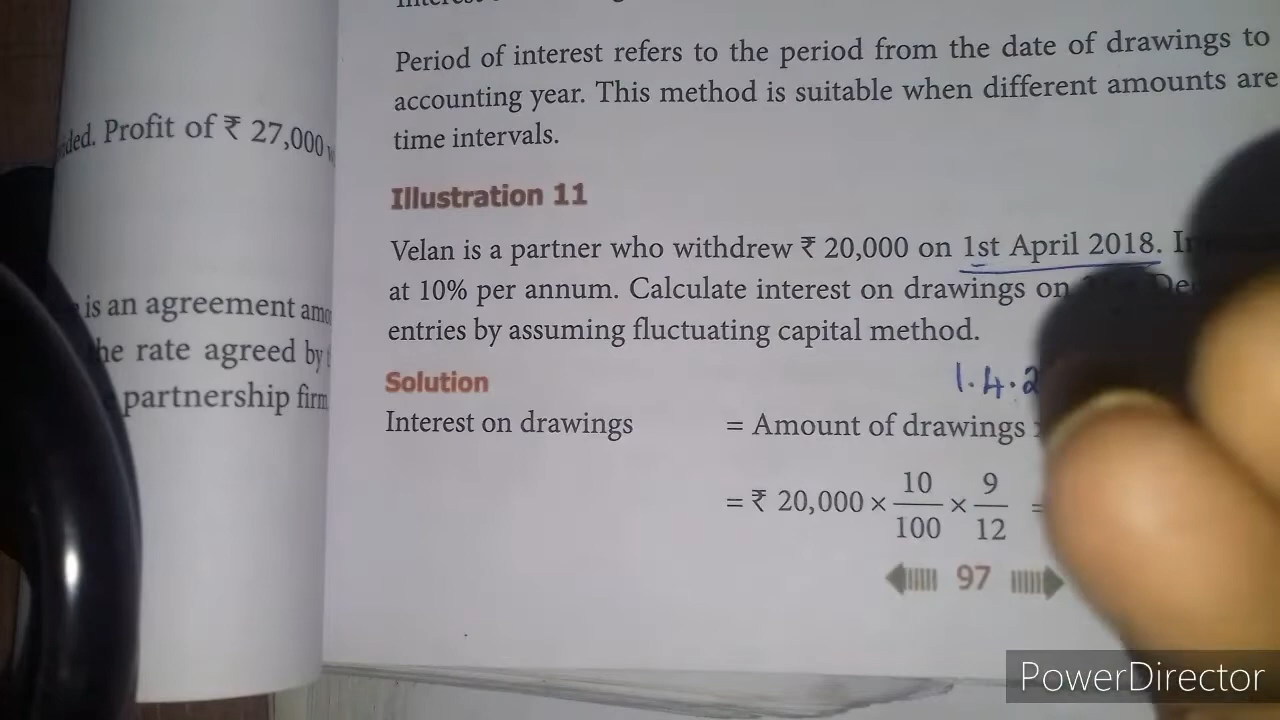 ded. Profit of ₹ 27,000
is an agreement
he rate agreed by
partnership firm
Period of interest refers to the period from the date of drawings to
accounting year. This method is suitable when different amounts are
time intervals.
Illustration 11
Velan is a partner who withdrew ₹ 20,000 on 1st April 2018.
at 10% per annum. Calculate interest on drawings on
entries by assuming fluctuating capital method.
Solution
1.4.2
Interest on drawings = Amount of drawings
= ₹ 20,000 × 10/100 × 9/12 =
97
PowerDirector